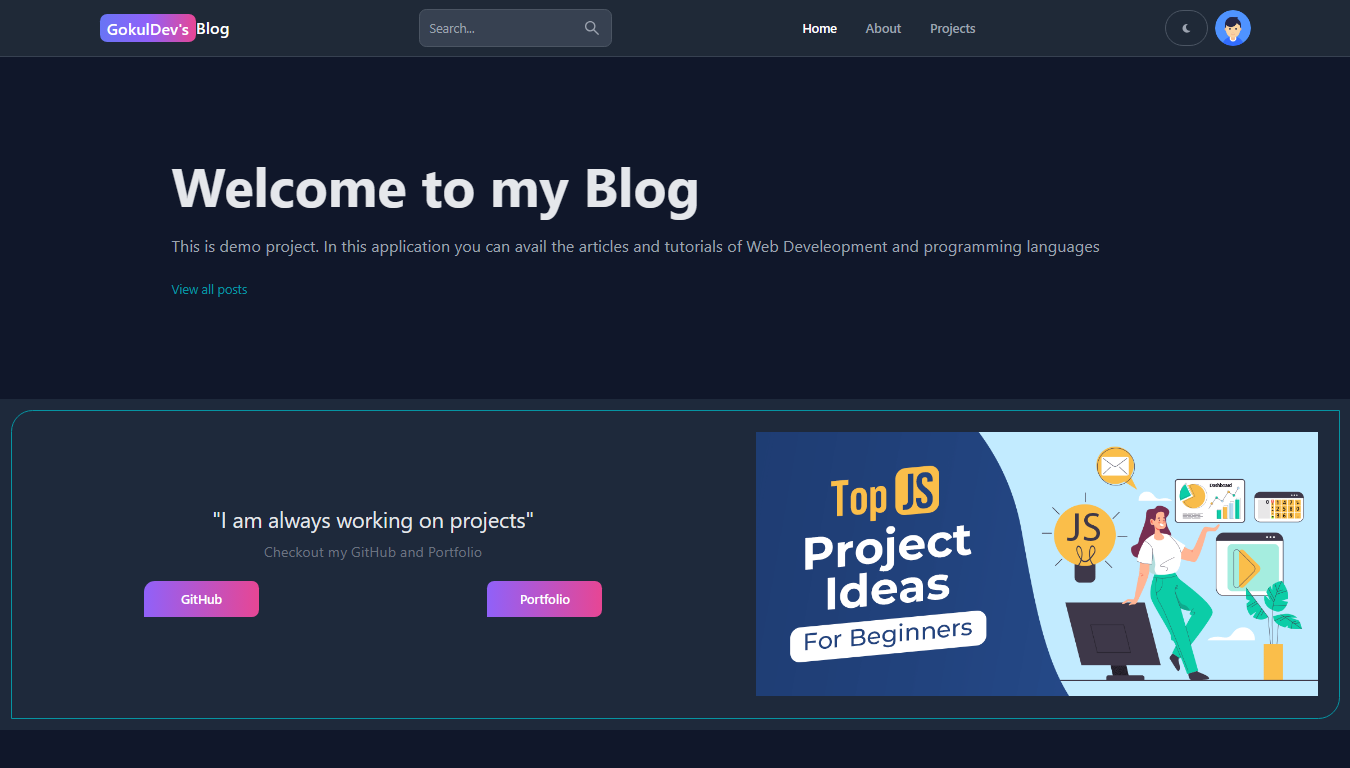 GokulDev's Blog
Search...
Home
About
Projects
Welcome to my Blog
This is demo project. In this application you can avail the articles and tutorials of Web Develeopment and programming languages
View all posts
"I am always working on projects"
Checkout my GitHub and Portfolio
GitHub
Portfolio
Top JS
Project
Ideas
For Beginners
JS
Dashboard